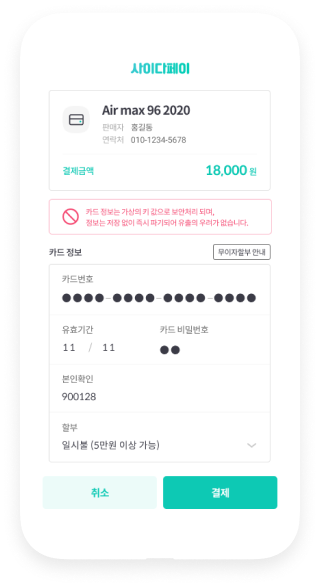 사이다페이
Air max 96 2020
판매자 홍길동
연락처 010-1234-5678
결제금액 18,000 원
카드 정보는 가상의 키 값으로 보안처리 되며,
정보는 저장 없이 즉시 파기되어 유출의 우려가 없습니다.
카드 정보 무이자할부 안내
카드번호
●●●●-●●●●-●●●●-●●●●
유효기간 카드 비밀번호
11 / 11 ●●
본인확인
900128
할부
일시불 (5만원 이상 가능)
취소 결제